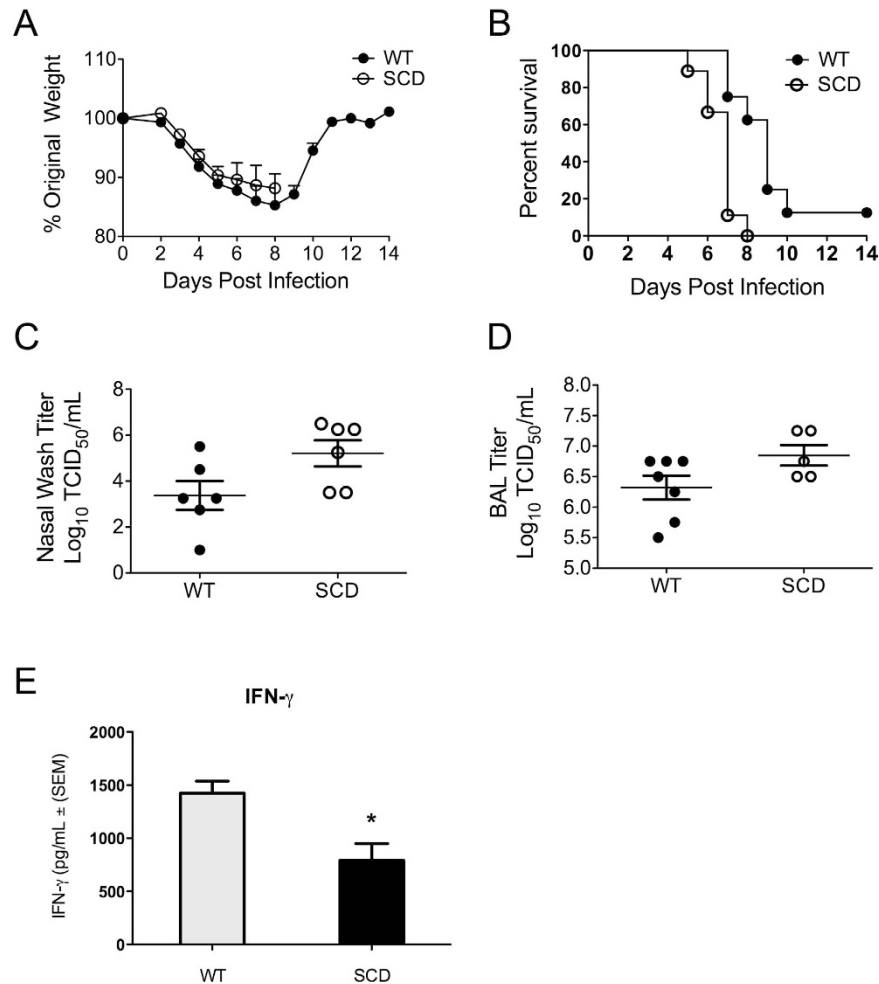 A
110
100
90
80
% Original Weight
WT
SCD
0 2 4 6 8 10 12 14
Days Post Infection
B
100
80
60
40
20
0
Percent survival
WT
SCD
0 2 4 6 8 10 12 14
Days Post Infection
C
8
6
4
2
0
Nasal Wash Titer
Log₁₀ TCID₅₀/mL
WT SCD
D
8.0
7.5
7.0
6.5
6.0
5.5
5.0
BAL Titer
Log₁₀ TCID₅₀/mL
WT SCD
E
IFN-γ
2000
1500
1000
500
0
IFN-γ (pg/mL ± (SEM)
*
WT SCD